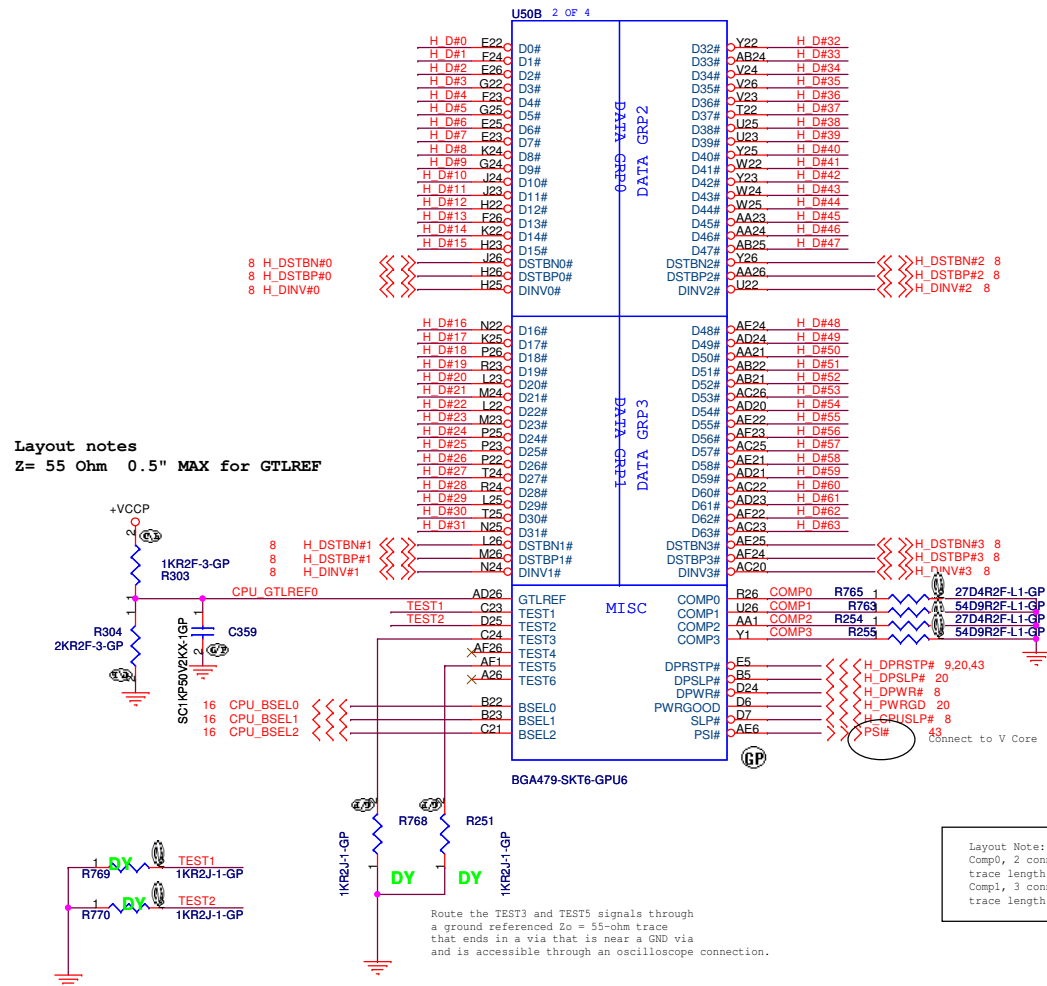 U50B 2 OF 4
H_D#0 E22 D0# D32# Y22 H_D#32
H_D#1 F24 D1# D33# AB24 H_D#33
H_D#2 E26 D2# D34# V24 H_D#34
H_D#3 G22 D3# D35# V26 H_D#35
H_D#4 F23 D4# D36# V23 H_D#36
H_D#5 G25 D5# D37# T22 H_D#37
H_D#6 E25 D6# D38# U25 H_D#38
H_D#7 E23 D7# D39# U23 H_D#39
H_D#8 K24 D8# D40# Y25 H_D#40
H_D#9 G24 D9# D41# W22 H_D#41
H_D#10 J24 D10# D42# Y23 H_D#42
H_D#11 J23 D11# D43# W24 H_D#43
H_D#12 H22 D12# D44# W25 H_D#44
H_D#13 F26 D13# D45# AA23 H_D#45
H_D#14 K22 D14# D46# AA24 H_D#46
H_D#15 H23 D15# D47# AB25 H_D#47
8 H_DSTBN#0 J26 DSTBN0# DSTBN2# Y26 H_DSTBN#2 8
8 H_DSTBP#0 H26 DSTBP0# DSTBP2# AA26 H_DSTBP#2 8
8 H_DINV#0 H25 DINV0# DINV2# U22 H_DINV#2 8
DATA GRP0
DATA GRP2
H_D#16 N22 D16# D48# AE24 H_D#48
H_D#17 K25 D17# D49# AD24 H_D#49
H_D#18 P26 D18# D50# AA21 H_D#50
H_D#19 R23 D19# D51# AB22 H_D#51
H_D#20 L23 D20# D52# AB21 H_D#52
H_D#21 M24 D21# D53# AC26 H_D#53
H_D#22 L22 D22# D54# AD20 H_D#54
H_D#23 M23 D23# D55# AE22 H_D#55
H_D#24 P25 D24# D56# AF23 H_D#56
H_D#25 P23 D25# D57# AC25 H_D#57
H_D#26 P22 D26# D58# AE21 H_D#58
H_D#27 T24 D27# D59# AD21 H_D#59
H_D#28 R24 D28# D60# AC22 H_D#60
H_D#29 L25 D29# D61# AD23 H_D#61
H_D#30 T25 D30# D62# AF22 H_D#62
H_D#31 N25 D31# D63# AC23 H_D#63
8 H_DSTBN#1 L26 DSTBN1# DSTBN3# AE25 H_DSTBN#3 8
8 H_DSTBP#1 M26 DSTBP1# DSTBP3# AF24 H_DSTBP#3 8
8 H_DINV#1 N24 DINV1# DINV3# AC20 H_DINV#3 8
DATA GRP1
DATA GRP3
Layout notes
Z= 55 Ohm 0.5" MAX for GTLREF
+VCCP
2
1KR2F-3-GP
R303
1
CPU_GTLREF0 AD26 GTLREF MISC COMP0 R26 COMP0 R765 1 27D4R2F-L1-GP
TEST1 C23 TEST1 COMP1 U26 COMP1 R763 1 54D9R2F-L1-GP
TEST2 D25 TEST2 COMP2 AA1 COMP2 R254 1 27D4R2F-L1-GP
C24 TEST3 COMP3 Y1 COMP3 R255 1 54D9R2F-L1-GP
AF26 TEST4
AF1 TEST5 DPRSTP# E5 H_DPRSTP# 9,20,43
A26 TEST6 DPSLP# B5 H_DPSLP# 20
DPWR# D24 H_DPWR# 8
16 CPU_BSEL0 B22 BSEL0 PWRGOOD D6 H_PWRGD 20
16 CPU_BSEL1 B23 BSEL1 SLP# D7 H_CPUSLP# 8
16 CPU_BSEL2 C21 BSEL2 PSI# AE6 PSI# 43
Connect to V Core
1
R304
2KR2F-3-GP
2
1
C359
2
SC1KP50V2KX-1GP
GP
BGA479-SKT6-GPU6
R768 R251
1KR2J-1-GP
1KR2J-1-GP
1 1
DY DY
1 DY TEST1
R769 1KR2J-1-GP
1 DY TEST2
R770 1KR2J-1-GP
Route the TEST3 and TEST5 signals through
a ground referenced Zo = 55-ohm trace
that ends in a via that is near a GND via
and is accessible through an oscilloscope connection.
Layout Note:
Comp0, 2 con
trace length
Comp1, 3 con
trace length